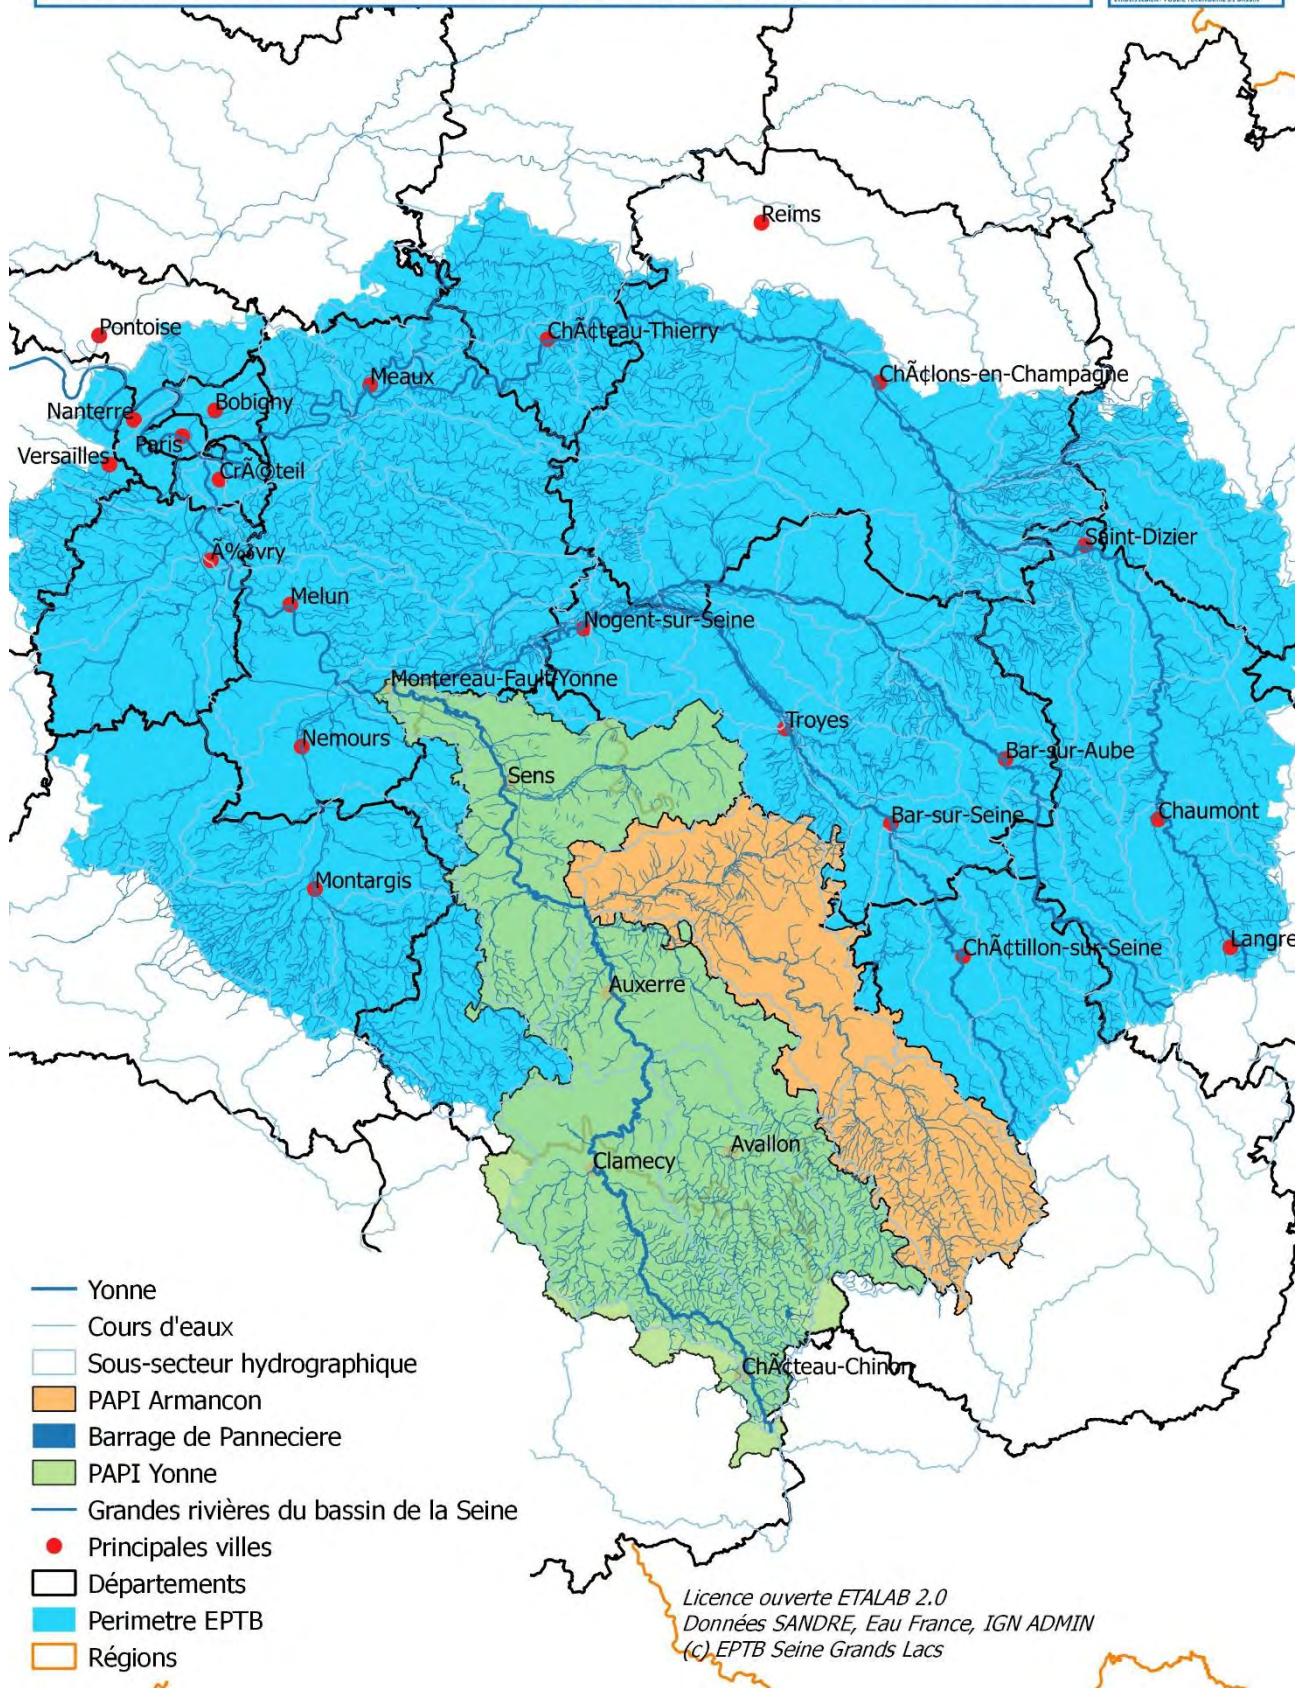 Reims
Pontoise
ChÃ¢teau-Thierry
Meaux
ChÃ¢lons-en-Champagne
Nanterre
Bobigny
Paris
Versailles
CrÃ©teil
Saint-Dizier
Ã‰vry
Melun
Nogent-sur-Seine
Montereau-Fault-Yonne
Troyes
Nemours
Bar-sur-Aube
Sens
Bar-sur-Seine
Chaumont
Montargis
ChÃ¢tillon-sur-Seine
Langre
Auxerre
Avallon
Clamecy
ChÃ¢teau-Chinon
Yonne
Cours d'eaux
Sous-secteur hydrographique
PAPI Armancon
Barrage de Panneciere
PAPI Yonne
Grandes rivières du bassin de la Seine
Principales villes
Départements
Perimetre EPTB
Régions
Licence ouverte ETALAB 2.0
Données SANDRE, Eau France, IGN ADMIN
(c) EPTB Seine Grands Lacs